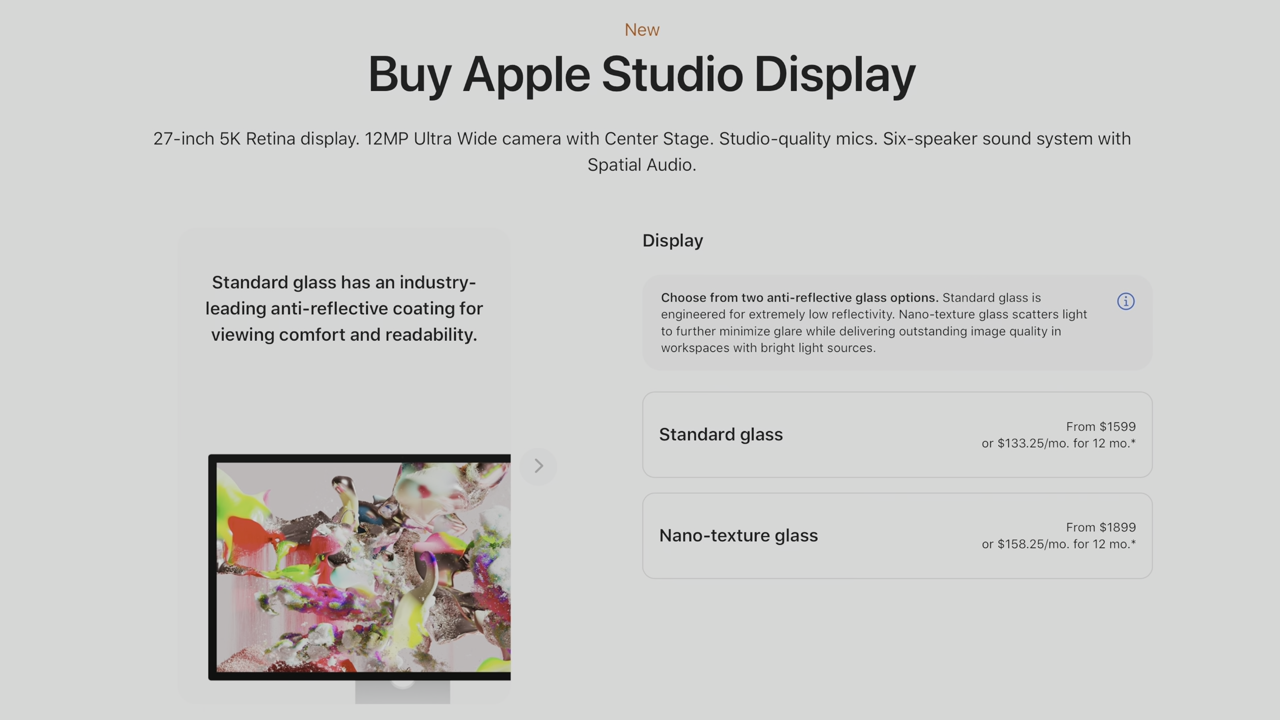 New
Buy Apple Studio Display
27-inch 5K Retina display. 12MP Ultra Wide camera with Center Stage. Studio-quality mics. Six-speaker sound system with
Spatial Audio.
Standard glass has an industry-
leading anti-reflective coating for
viewing comfort and readability.
Display
Choose from two anti-reflective glass options. Standard glass is
engineered for extremely low reflectivity. Nano-texture glass scatters light
to further minimize glare while delivering outstanding image quality in
workspaces with bright light sources.
Standard glass
From $1599
or $133.25/mo. for 12 mo.*
Nano-texture glass
From $1899
or $158.25/mo. for 12 mo.*